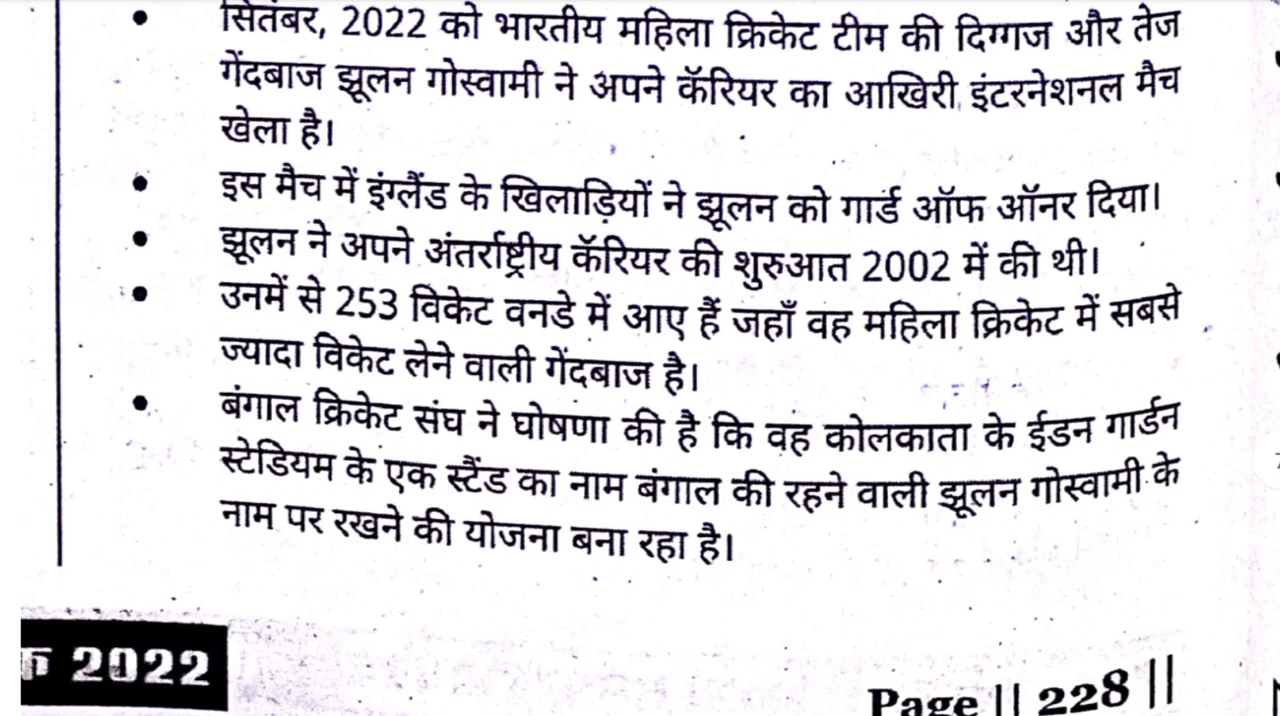 • सितंबर, 2022 को भारतीय महिला क्रिकेट टीम की दिग्गज और तेज
गेंदबाज झूलन गोस्वामी ने अपने कॅरियर का आखिरी इंटरनेशनल मैच
खेला है।
• इस मैच में इंग्लैंड के खिलाड़ियों ने झूलन को गार्ड ऑफ ऑनर दिया।
• झूलन ने अपने अंतर्राष्ट्रीय कॅरियर की शुरुआत 2002 में की थी।
• उनमें से 253 विकेट वनडे में आए हैं जहाँ वह महिला क्रिकेट में सबसे
ज्यादा विकेट लेने वाली गेंदबाज है।
• बंगाल क्रिकेट संघ ने घोषणा की है कि वह कोलकाता के ईडन गार्डन
स्टेडियम के एक स्टैंड का नाम बंगाल की रहने वाली झूलन गोस्वामी के
नाम पर रखने की योजना बना रहा है।
2022
Page || 228 ||